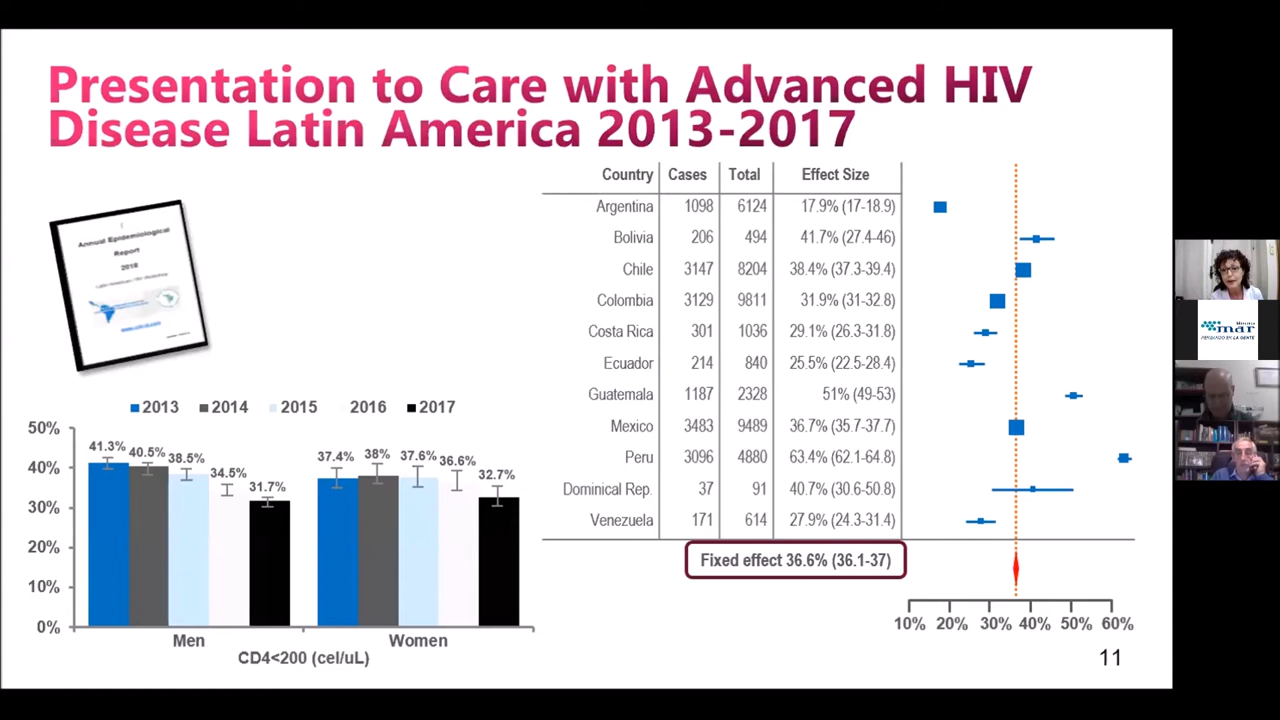 Presentation to Care with Advanced HIV
Disease Latin America 2013-2017
Annual Epidemiological
Report
2018
Country Cases Total Effect Size
Argentina 1098 6124 17.9% (17-18.9)
Bolivia 206 494 41.7% (27.4-46)
Chile 3147 8204 38.4% (37.3-39.4)
Colombia 3129 9811 31.9% (31-32.8)
Costa Rica 301 1036 29.1% (26.3-31.8)
Ecuador 214 840 25.5% (22.5-28.4)
Guatemala 1187 2328 51% (49-53)
Mexico 3483 9489 36.7% (35.7-37.7)
Peru 3096 4880 63.4% (62.1-64.8)
Dominical Rep. 37 91 40.7% (30.6-50.8)
Venezuela 171 614 27.9% (24.3-31.4)
Fixed effect 36.6% (36.1-37)
10% 20% 30% 40% 50% 60%
2013 2014 2015 2016 2017
50%
40%
30%
20%
10%
0%
41.3% 40.5% 38.5% 34.5% 31.7%
37.4% 38% 37.6% 36.6% 32.7%
Men Women
CD4<200 (cel/uL)
11
mar
PENSANDO EN LA GENTE